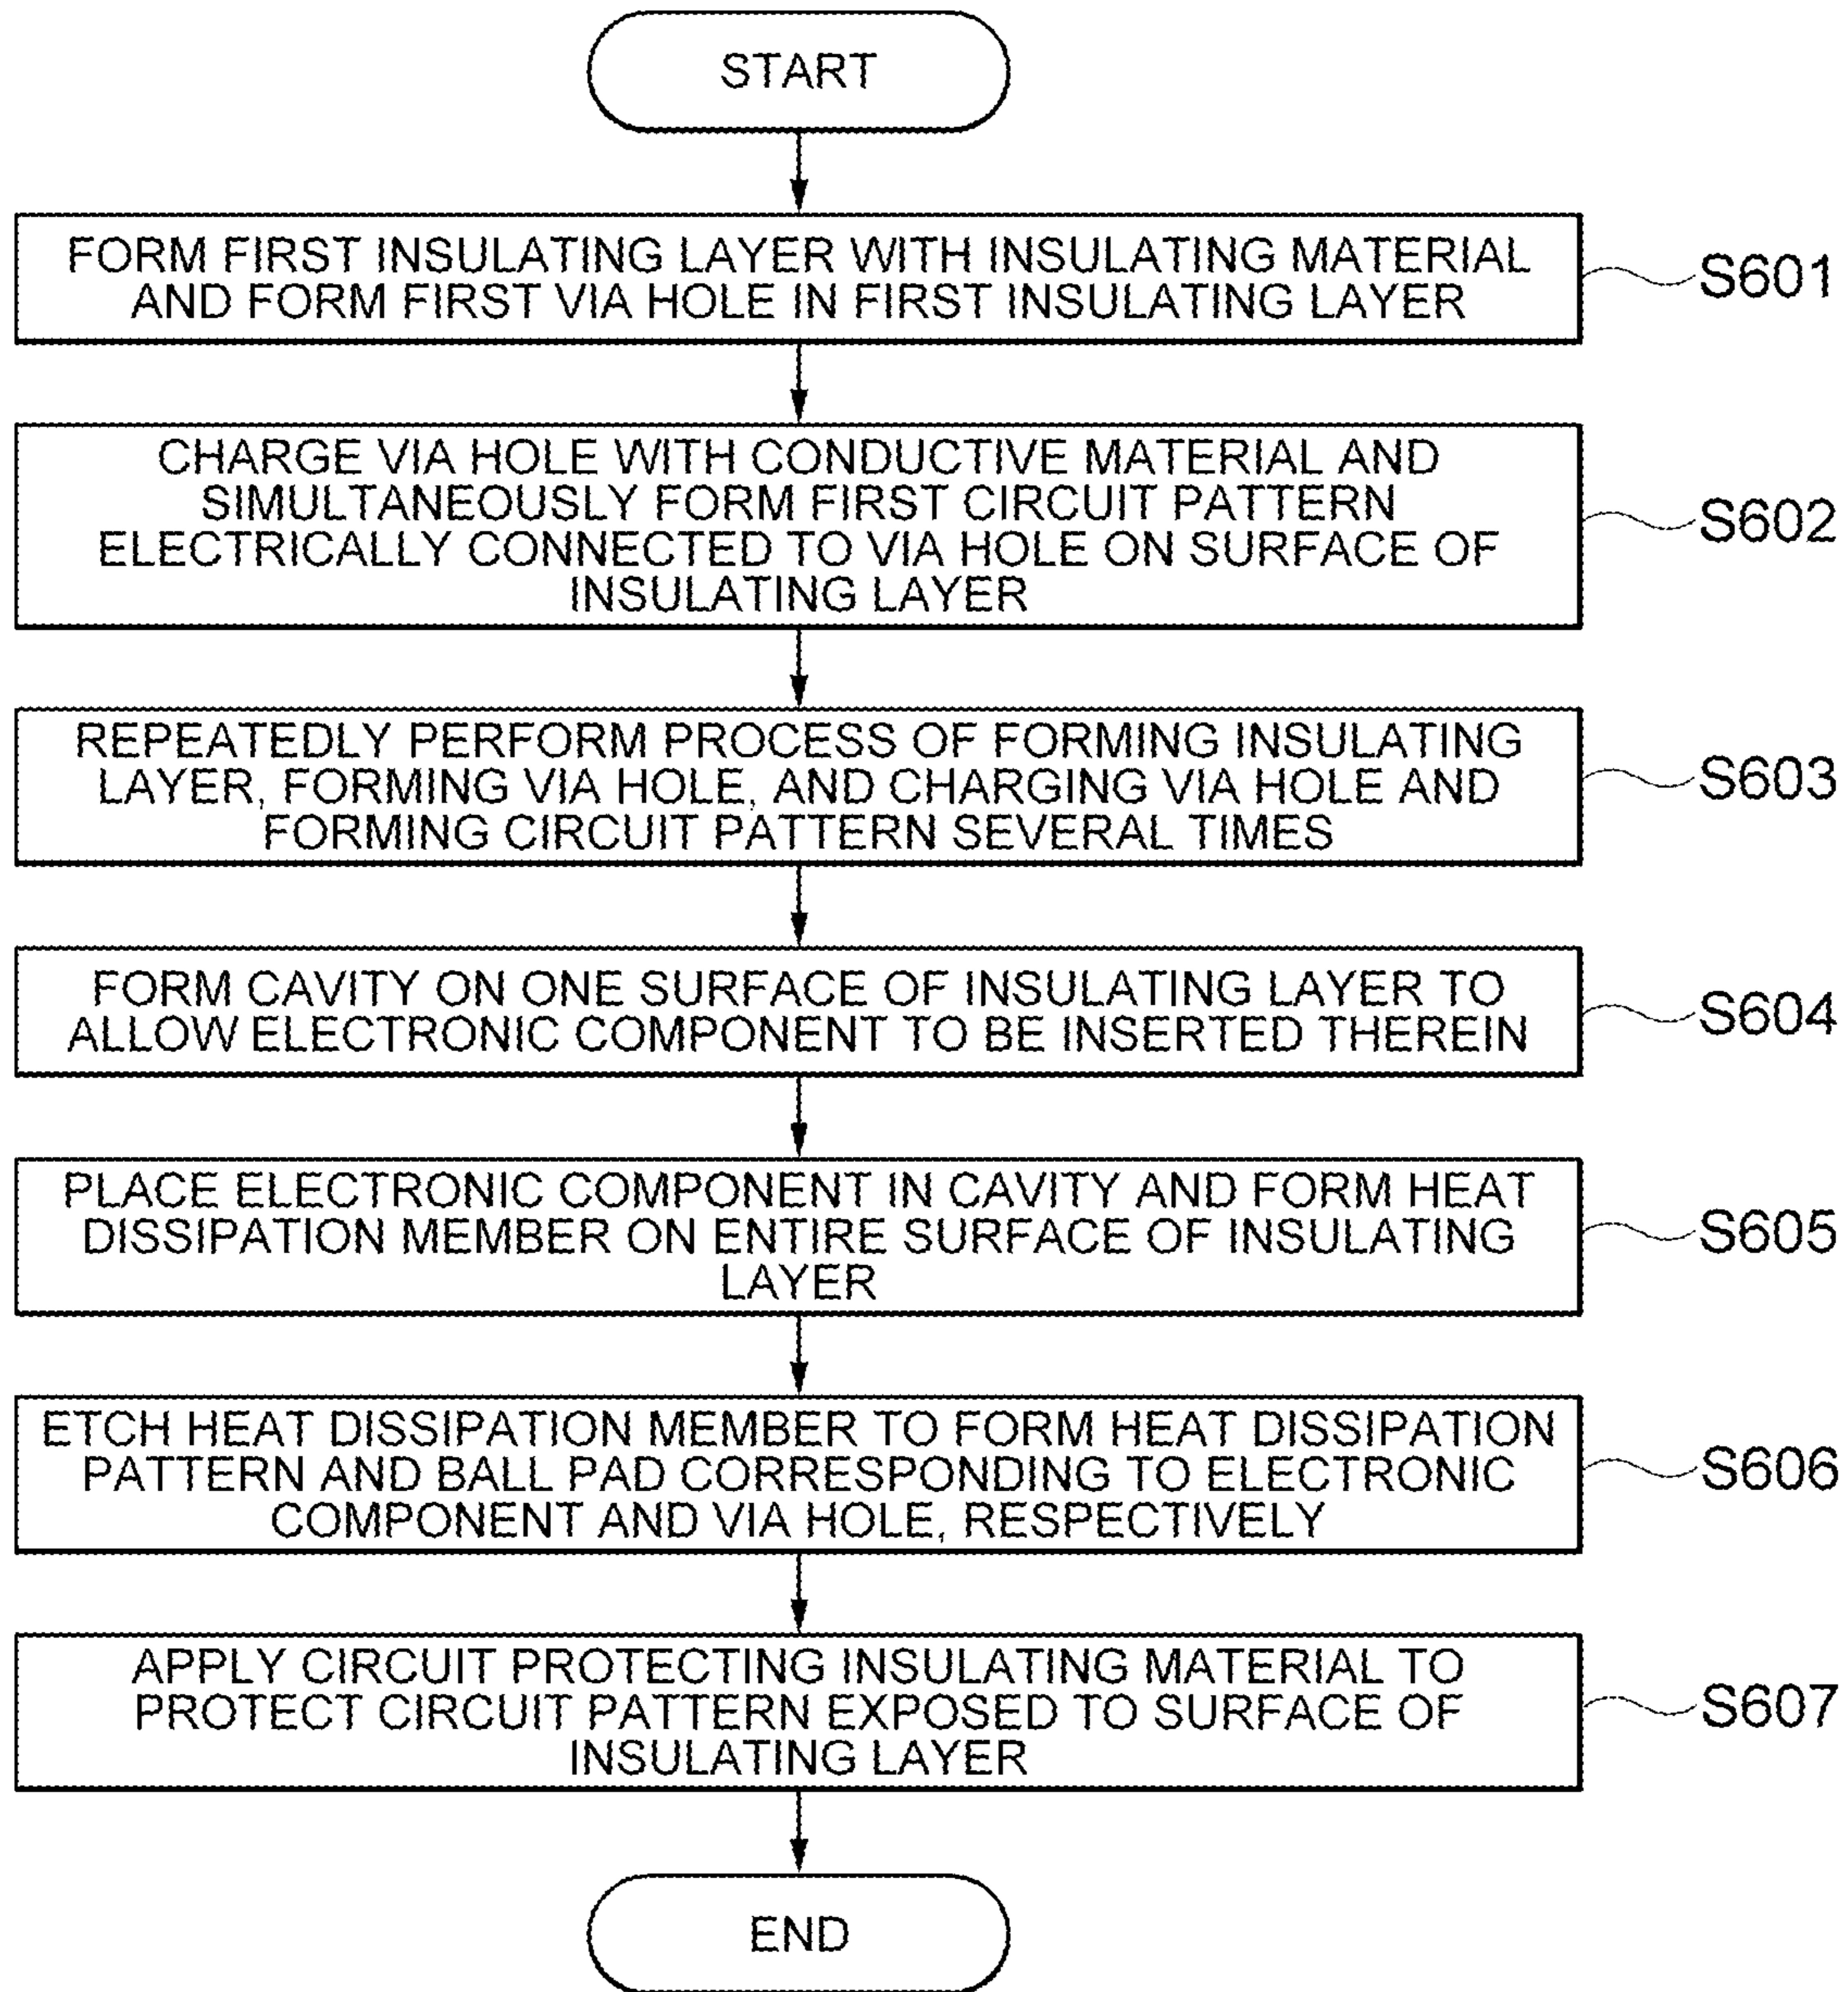 START
FORM FIRST INSULATING LAYER WITH INSULATING MATERIAL
AND FORM FIRST VIA HOLE IN FIRST INSULATING LAYER
S601
CHARGE VIA HOLE WITH CONDUCTIVE MATERIAL AND
SIMULTANEOUSLY FORM FIRST CIRCUIT PATTERN
ELECTRICALLY CONNECTED TO VIA HOLE ON SURFACE OF
INSULATING LAYER
S602
REPEATEDLY PERFORM PROCESS OF FORMING INSULATING
LAYER, FORMING VIA HOLE, AND CHARGING VIA HOLE AND
FORMING CIRCUIT PATTERN SEVERAL TIMES
S603
FORM CAVITY ON ONE SURFACE OF INSULATING LAYER TO
ALLOW ELECTRONIC COMPONENT TO BE INSERTED THEREIN
S604
PLACE ELECTRONIC COMPONENT IN CAVITY AND FORM HEAT
DISSIPATION MEMBER ON ENTIRE SURFACE OF INSULATING
LAYER
S605
ETCH HEAT DISSIPATION MEMBER TO FORM HEAT DISSIPATION
PATTERN AND BALL PAD CORRESPONDING TO ELECTRONIC
COMPONENT AND VIA HOLE, RESPECTIVELY
S606
APPLY CIRCUIT PROTECTING INSULATING MATERIAL TO
PROTECT CIRCUIT PATTERN EXPOSED TO SURFACE OF
INSULATING LAYER
S607
END